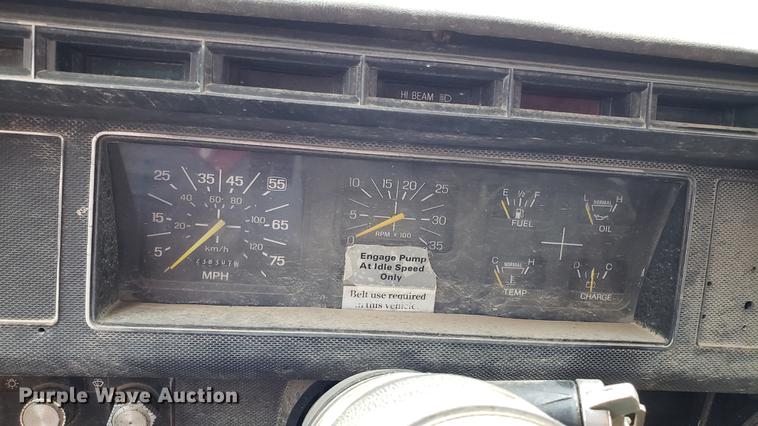 HI BEAM
5 15 25 35 45 55 65 75
20 40 60 80 100 120
km/h
MPH
0 5 10 15 20 25 30 35
RPM × 100
E ½ F
FUEL
L NORMAL H
OIL
C NORMAL H
TEMP
D C
CHARGE
Engage Pump
At Idle Speed
Only
Belt use required
in this vehicle.
Purple Wave Auction